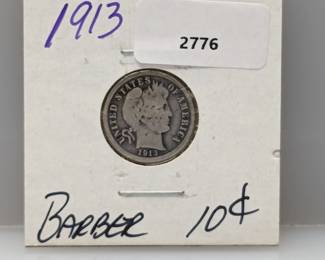 1913
2776
UNITED STATES OF AMERICA
1913
BARBER 10¢